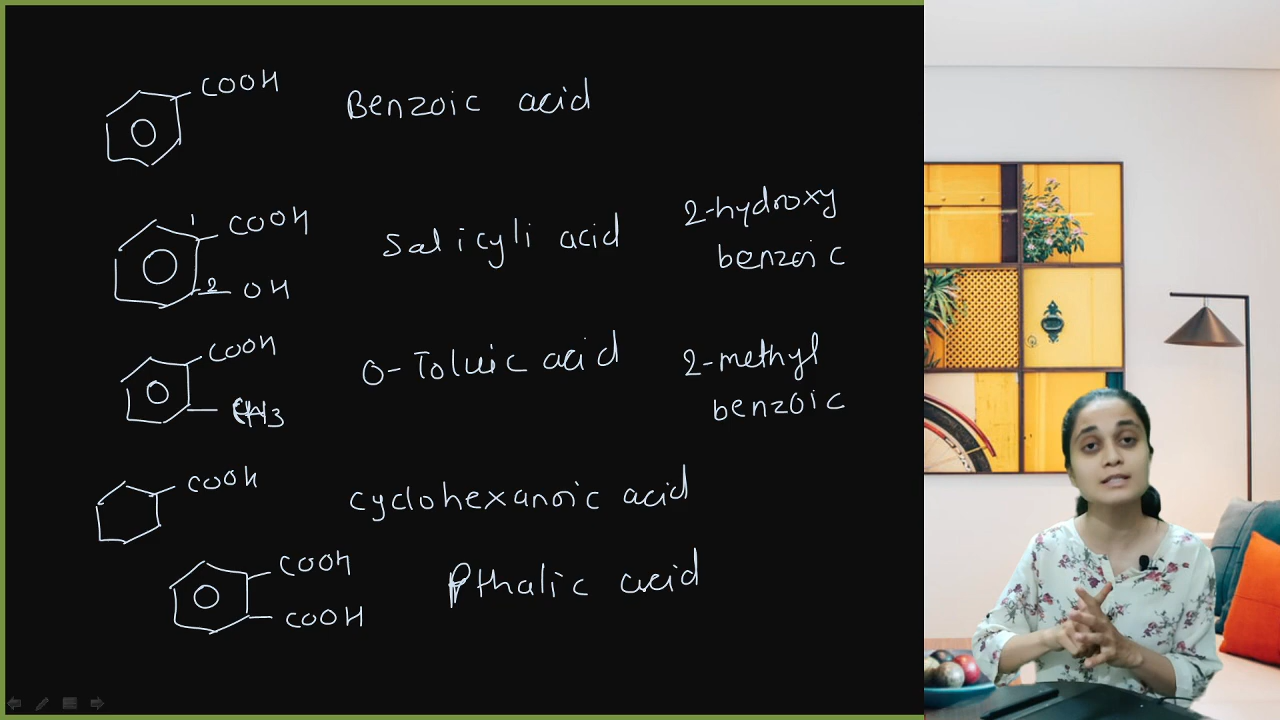 COOH
Benzoic acid
1
COOH
2
OH
Salicyli acid
2-hydroxy
benzoic
COOH
CH3
O-Toluic acid
2-methyl
benzoic
COOH
cyclohexanoic acid
COOH
COOH
Pthalic acid